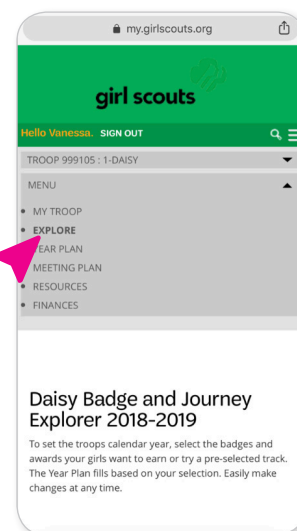 my.girlscouts.org
girl scouts
Hello Vanessa. SIGN OUT
TROOP 999105 : 1-DAISY
MENU
MY TROOP
EXPLORE
YEAR PLAN
MEETING PLAN
RESOURCES
FINANCES
Daisy Badge and Journey
Explorer 2018-2019
To set the troops calendar year, select the badges and
awards your girls want to earn or try a pre-selected track.
The Year Plan fills based on your selection. Easily make
changes at any time.